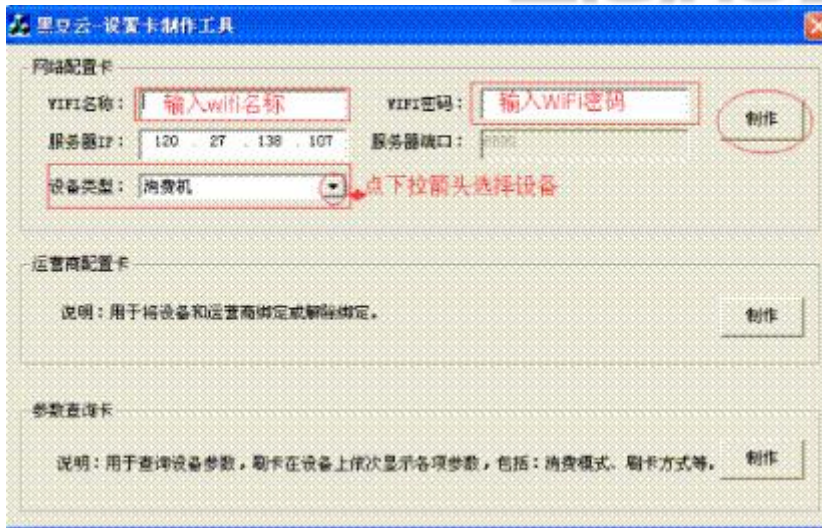 黑豆云-设置卡制作工具
网络配置卡
WIFI名称： 输入wifi名称 WIFI密码： 输入WiFi密码 制作
服务器IP： 120 . 27 . 138 . 107 服务器端口：
设备类型： 消费机 点下拉箭头选择设备
运营商配置卡
说明：用于将设备和运营商绑定或解除绑定。 制作
参数查询卡
说明：用于查询设备参数，刷卡在设备上依次显示各项参数，包括：消费模式、刷卡方式等。 制作